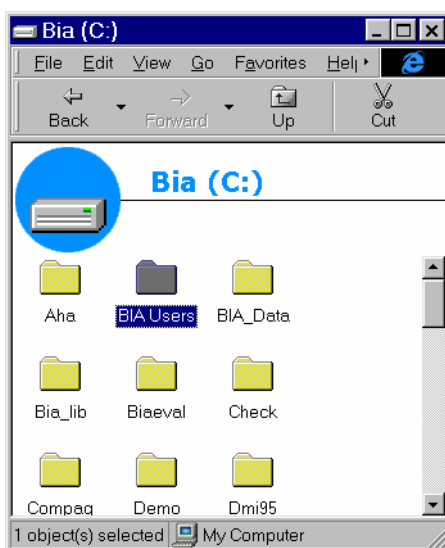 Bia (C:)
File Edit View Go Favorites Help
Back Forward Up Cut
Bia (C:)
Aha BIA Users BIA_Data
Bia_lib Biaeval Check
Compaq Demo Dmi95
1 object(s) selected My Computer